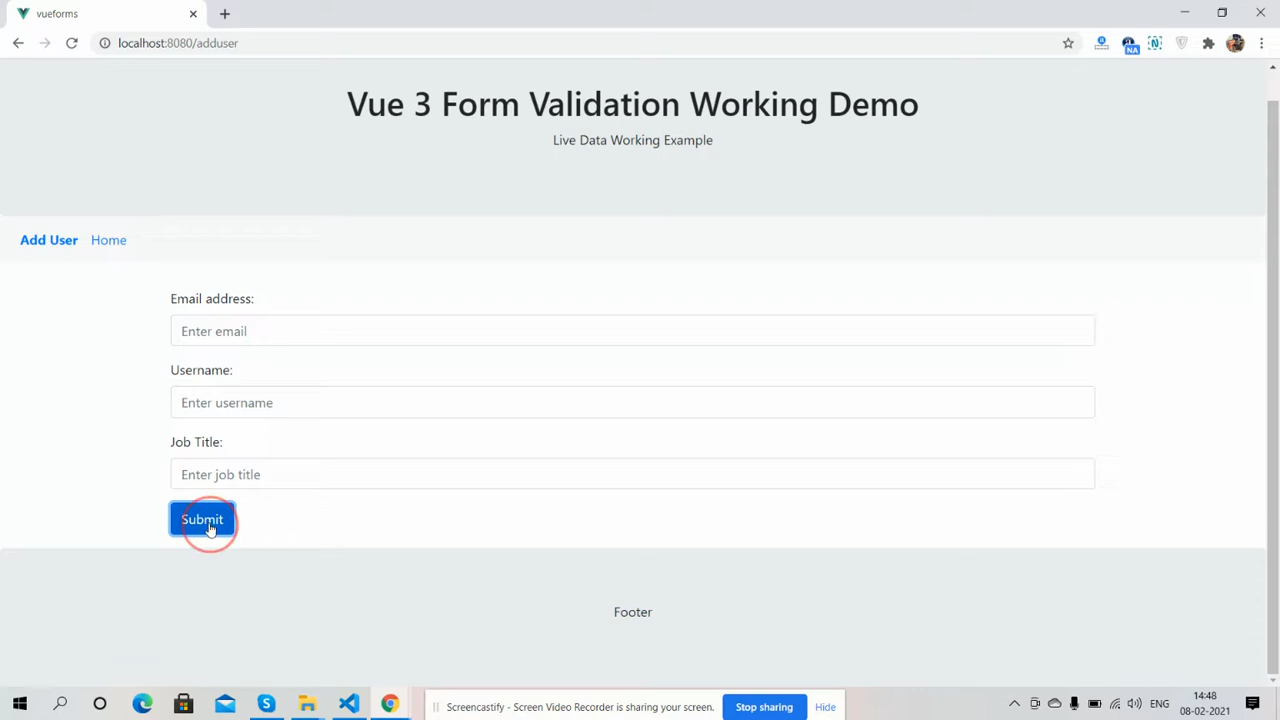 vueforms
localhost:8080/adduser
NA
Vue 3 Form Validation Working Demo
Live Data Working Example
Add User Home
Email address:
Enter email
Username:
Enter username
Job Title:
Enter job title
Submit
Footer
Screencastify - Screen Video Recorder is sharing your screen. Stop sharing Hide
ENG
14:48
08-02-2021